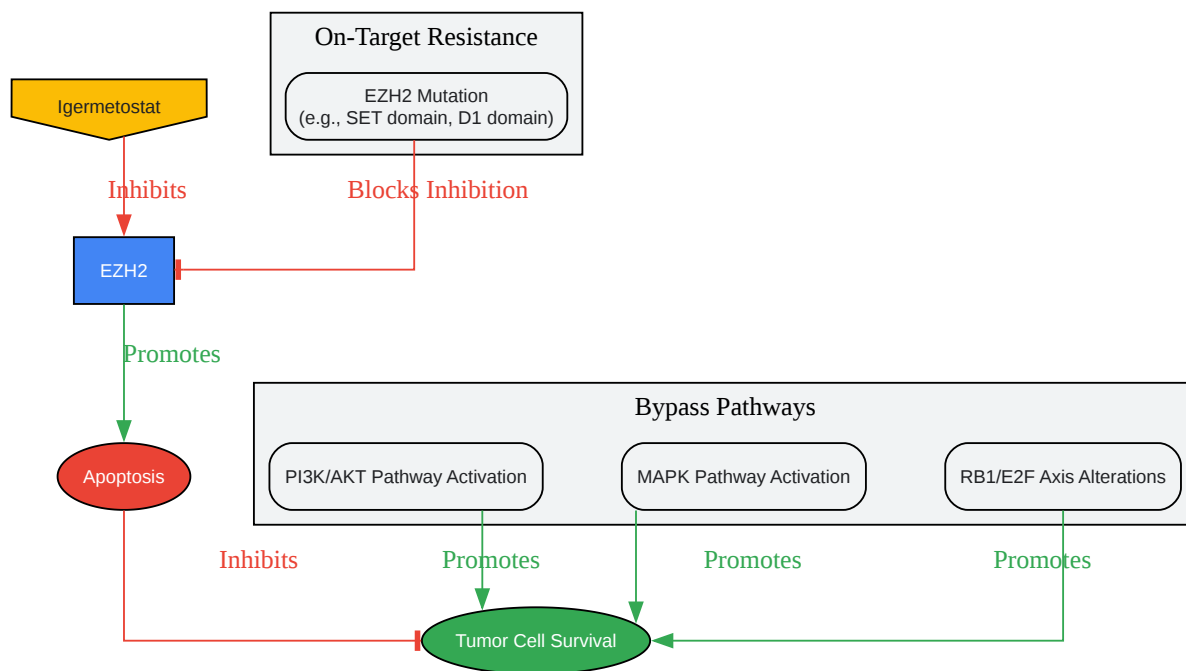 On-Target Resistance
Igermetostat
EZH2 Mutation
(e.g., SET domain, D1 domain)
Inhibits
Blocks Inhibition
EZH2
Promotes
Bypass Pathways
Apoptosis
PI3K/AKT Pathway Activation
MAPK Pathway Activation
RB1/E2F Axis Alterations
Inhibits
Promotes
Promotes
Promotes
Tumor Cell Survival